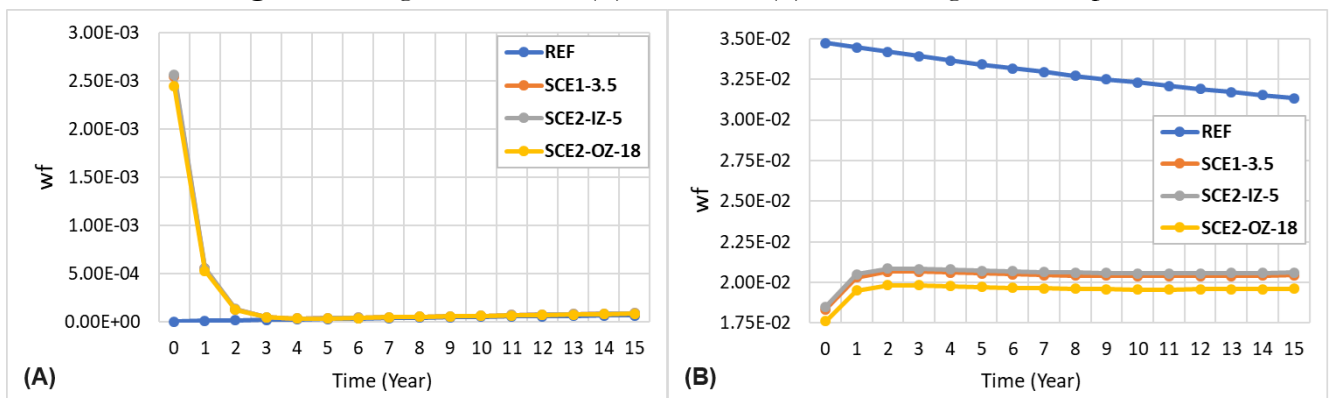 3.00E-03
2.50E-03
2.00E-03
1.50E-03
1.00E-03
5.00E-04
0.00E+00
wf
REF
SCE1-3.5
SCE2-IZ-5
SCE2-OZ-18
0 1 2 3 4 5 6 7 8 9 10 11 12 13 14 15
Time (Year)
(A)
3.50E-02
3.25E-02
3.00E-02
2.75E-02
2.50E-02
2.25E-02
2.00E-02
1.75E-02
wf
REF
SCE1-3.5
SCE2-IZ-5
SCE2-OZ-18
0 1 2 3 4 5 6 7 8 9 10 11 12 13 14 15
Time (Year)
(B)